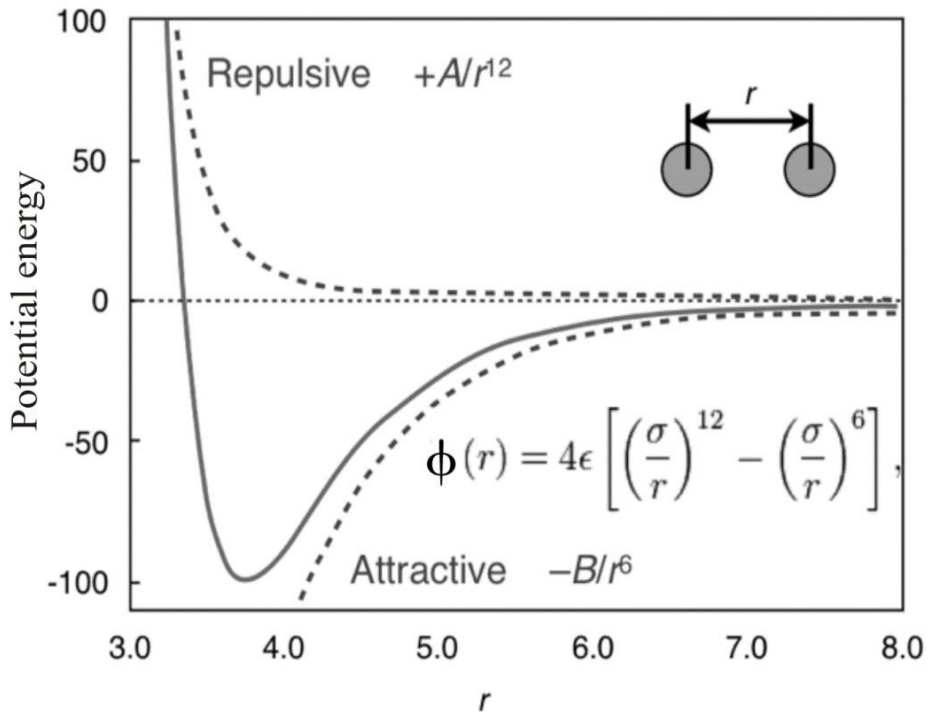 100
Repulsive +A/r¹²
r
50
0
-50
ϕ(r) = 4ϵ [(σ/r)¹² − (σ/r)⁶] ,
Attractive –B/r⁶
-100
3.0 4.0 5.0 6.0 7.0 8.0
r
Potential energy